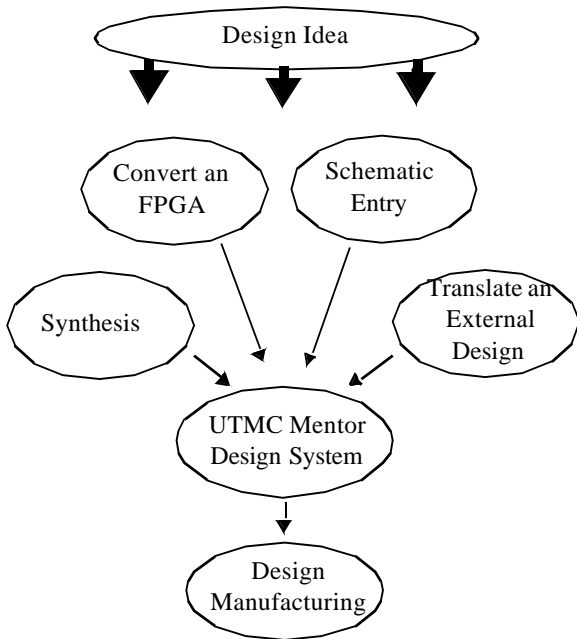 Design Idea
Convert an
FPGA
Schematic
Entry
Synthesis
Translate an
External
Design
UTMC Mentor
Design System
Design
Manufacturing